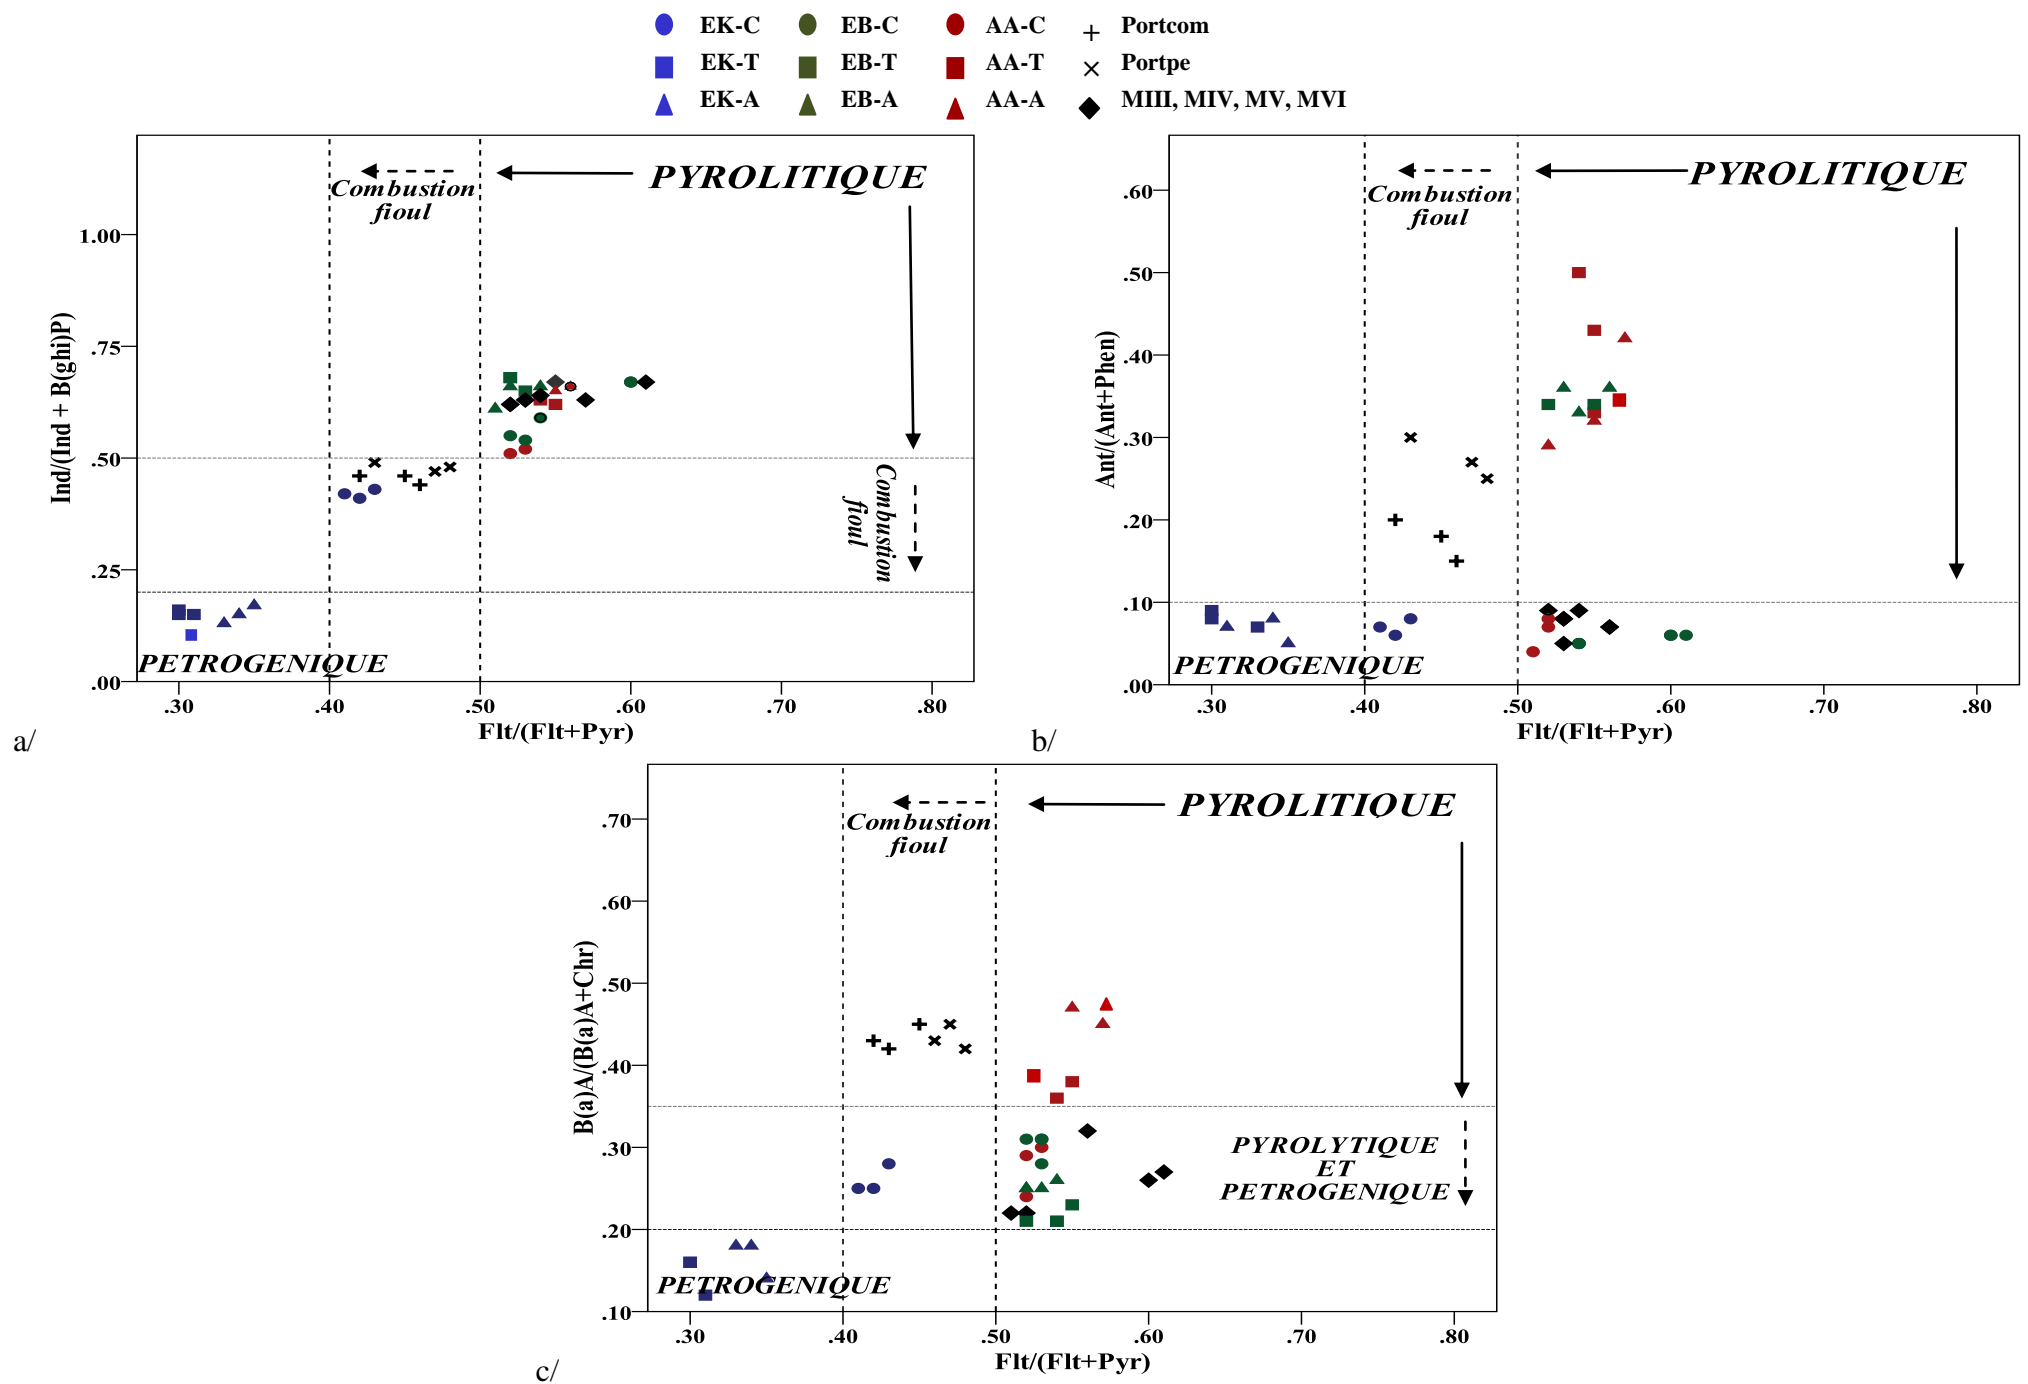 EK-C EB-C AA-C Portcom
EK-T EB-T AA-T Portpe
EK-A EB-A AA-A MIII, MIV, MV, MVI
PYROLITIQUE
Combustion
fioul
1.00
.75
.50
.25
.00
Ind/(Ind + B(ghi)P)
Combustion
fioul
PETROGENIQUE
.30 .40 .50 .60 .70 .80
Flt/(Flt+Pyr)
a/
PYROLITIQUE
Combustion
fioul
.60
.50
.40
.30
.20
.10
.00
Ant/(Ant+Phen)
PETROGENIQUE
.30 .40 .50 .60 .70 .80
Flt/(Flt+Pyr)
b/
PYROLITIQUE
Combustion
fioul
.70
.60
.50
.40
.30
.20
.10
B(a)A/(B(a)A+Chr)
PYROLYTIQUE
ET
PETROGENIQUE
PETROGENIQUE
.30 .40 .50 .60 .70 .80
Flt/(Flt+Pyr)
c/